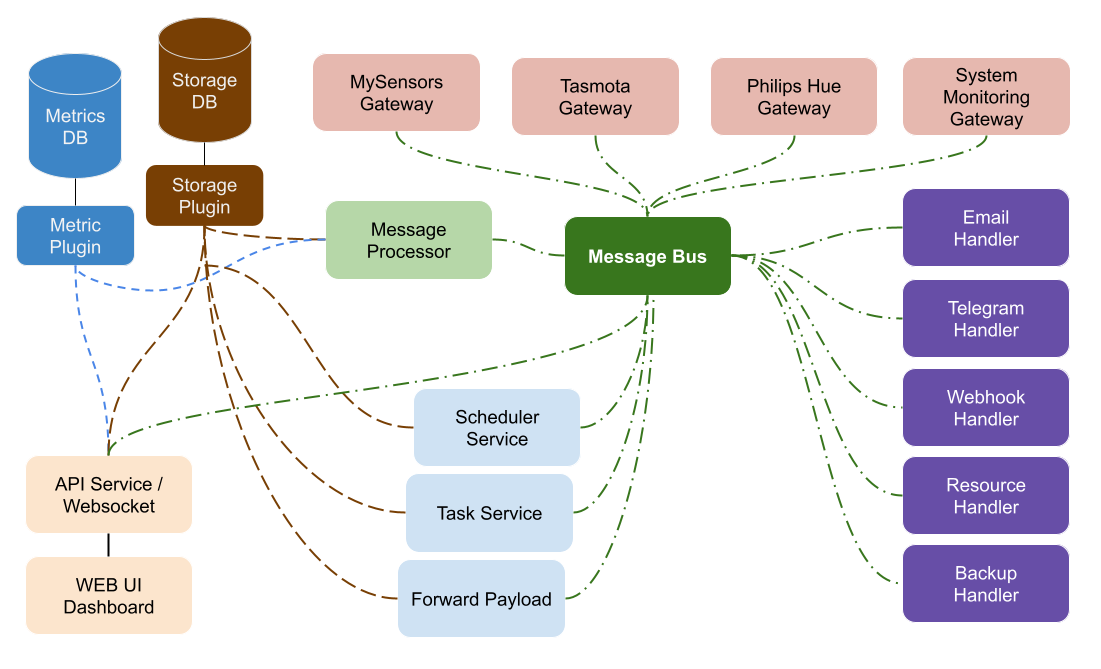 Storage
DB
Metrics
DB
MySensors
Gateway
Tasmota
Gateway
Philips Hue
Gateway
System
Monitoring
Gateway
Storage
Plugin
Metric
Plugin
Message
Processor
Message Bus
Email
Handler
Telegram
Handler
Webhook
Handler
Resource
Handler
Backup
Handler
Scheduler
Service
Task Service
Forward Payload
API Service /
Websocket
WEB UI
Dashboard